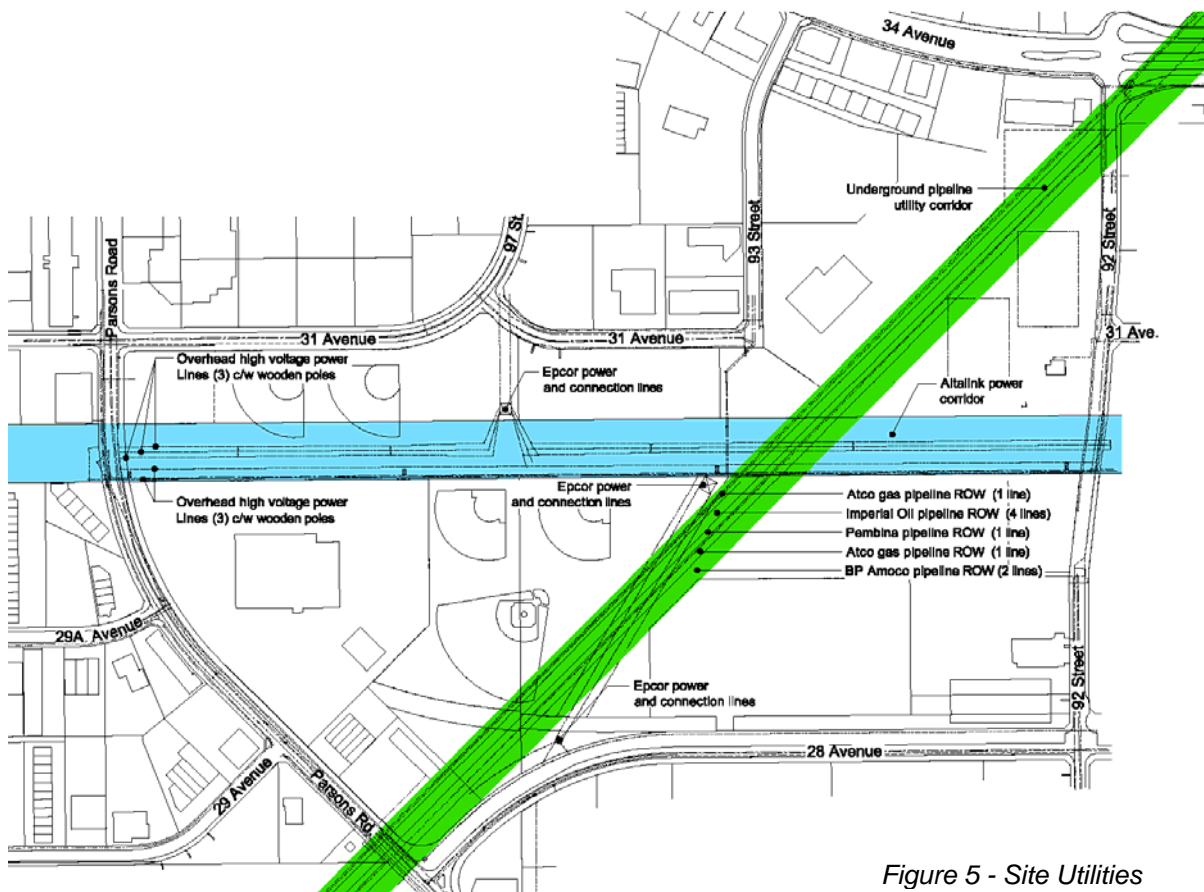 34 Avenue
Underground pipeline
utility corridor
Parsons Road
97 St.
93 Street
92 Street
31 Avenue
31 Avenue
31 Ave.
Overhead high voltage power
Lines (3) c/w wooden poles
Epcor power
and connection lines
Altalink power
corridor
Overhead high voltage power
Lines (3) c/w wooden poles
Epcor power
and connection lines
Atco gas pipeline ROW (1 line)
Imperial Oil pipeline ROW (4 lines)
Pembina pipeline ROW (1 line)
Atco gas pipeline ROW (1 line)
BP Amoco pipeline ROW (2 lines)
29A. Avenue
Epcor power
and connection lines
92 Street
28 Avenue
29 Avenue
Parsons Rd.
Figure 5 - Site Utilities